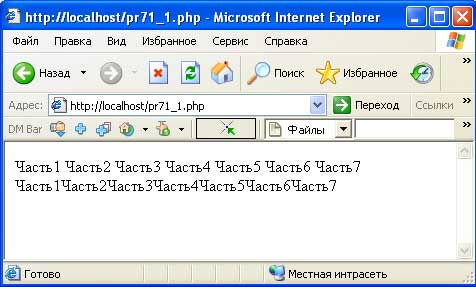 http://localhost/pr71_1.php - Microsoft Internet Explorer
Файл Правка Вид Избранное Сервис Справка
Назад Поиск Избранное
Адрес: http://localhost/pr71_1.php Переход Ссылки
DM Bar Файлы
Часть1 Часть2 Часть3 Часть4 Часть5 Часть6 Часть7
Часть1Часть2Часть3Часть4Часть5Часть6Часть7
Готово Местная интрасеть